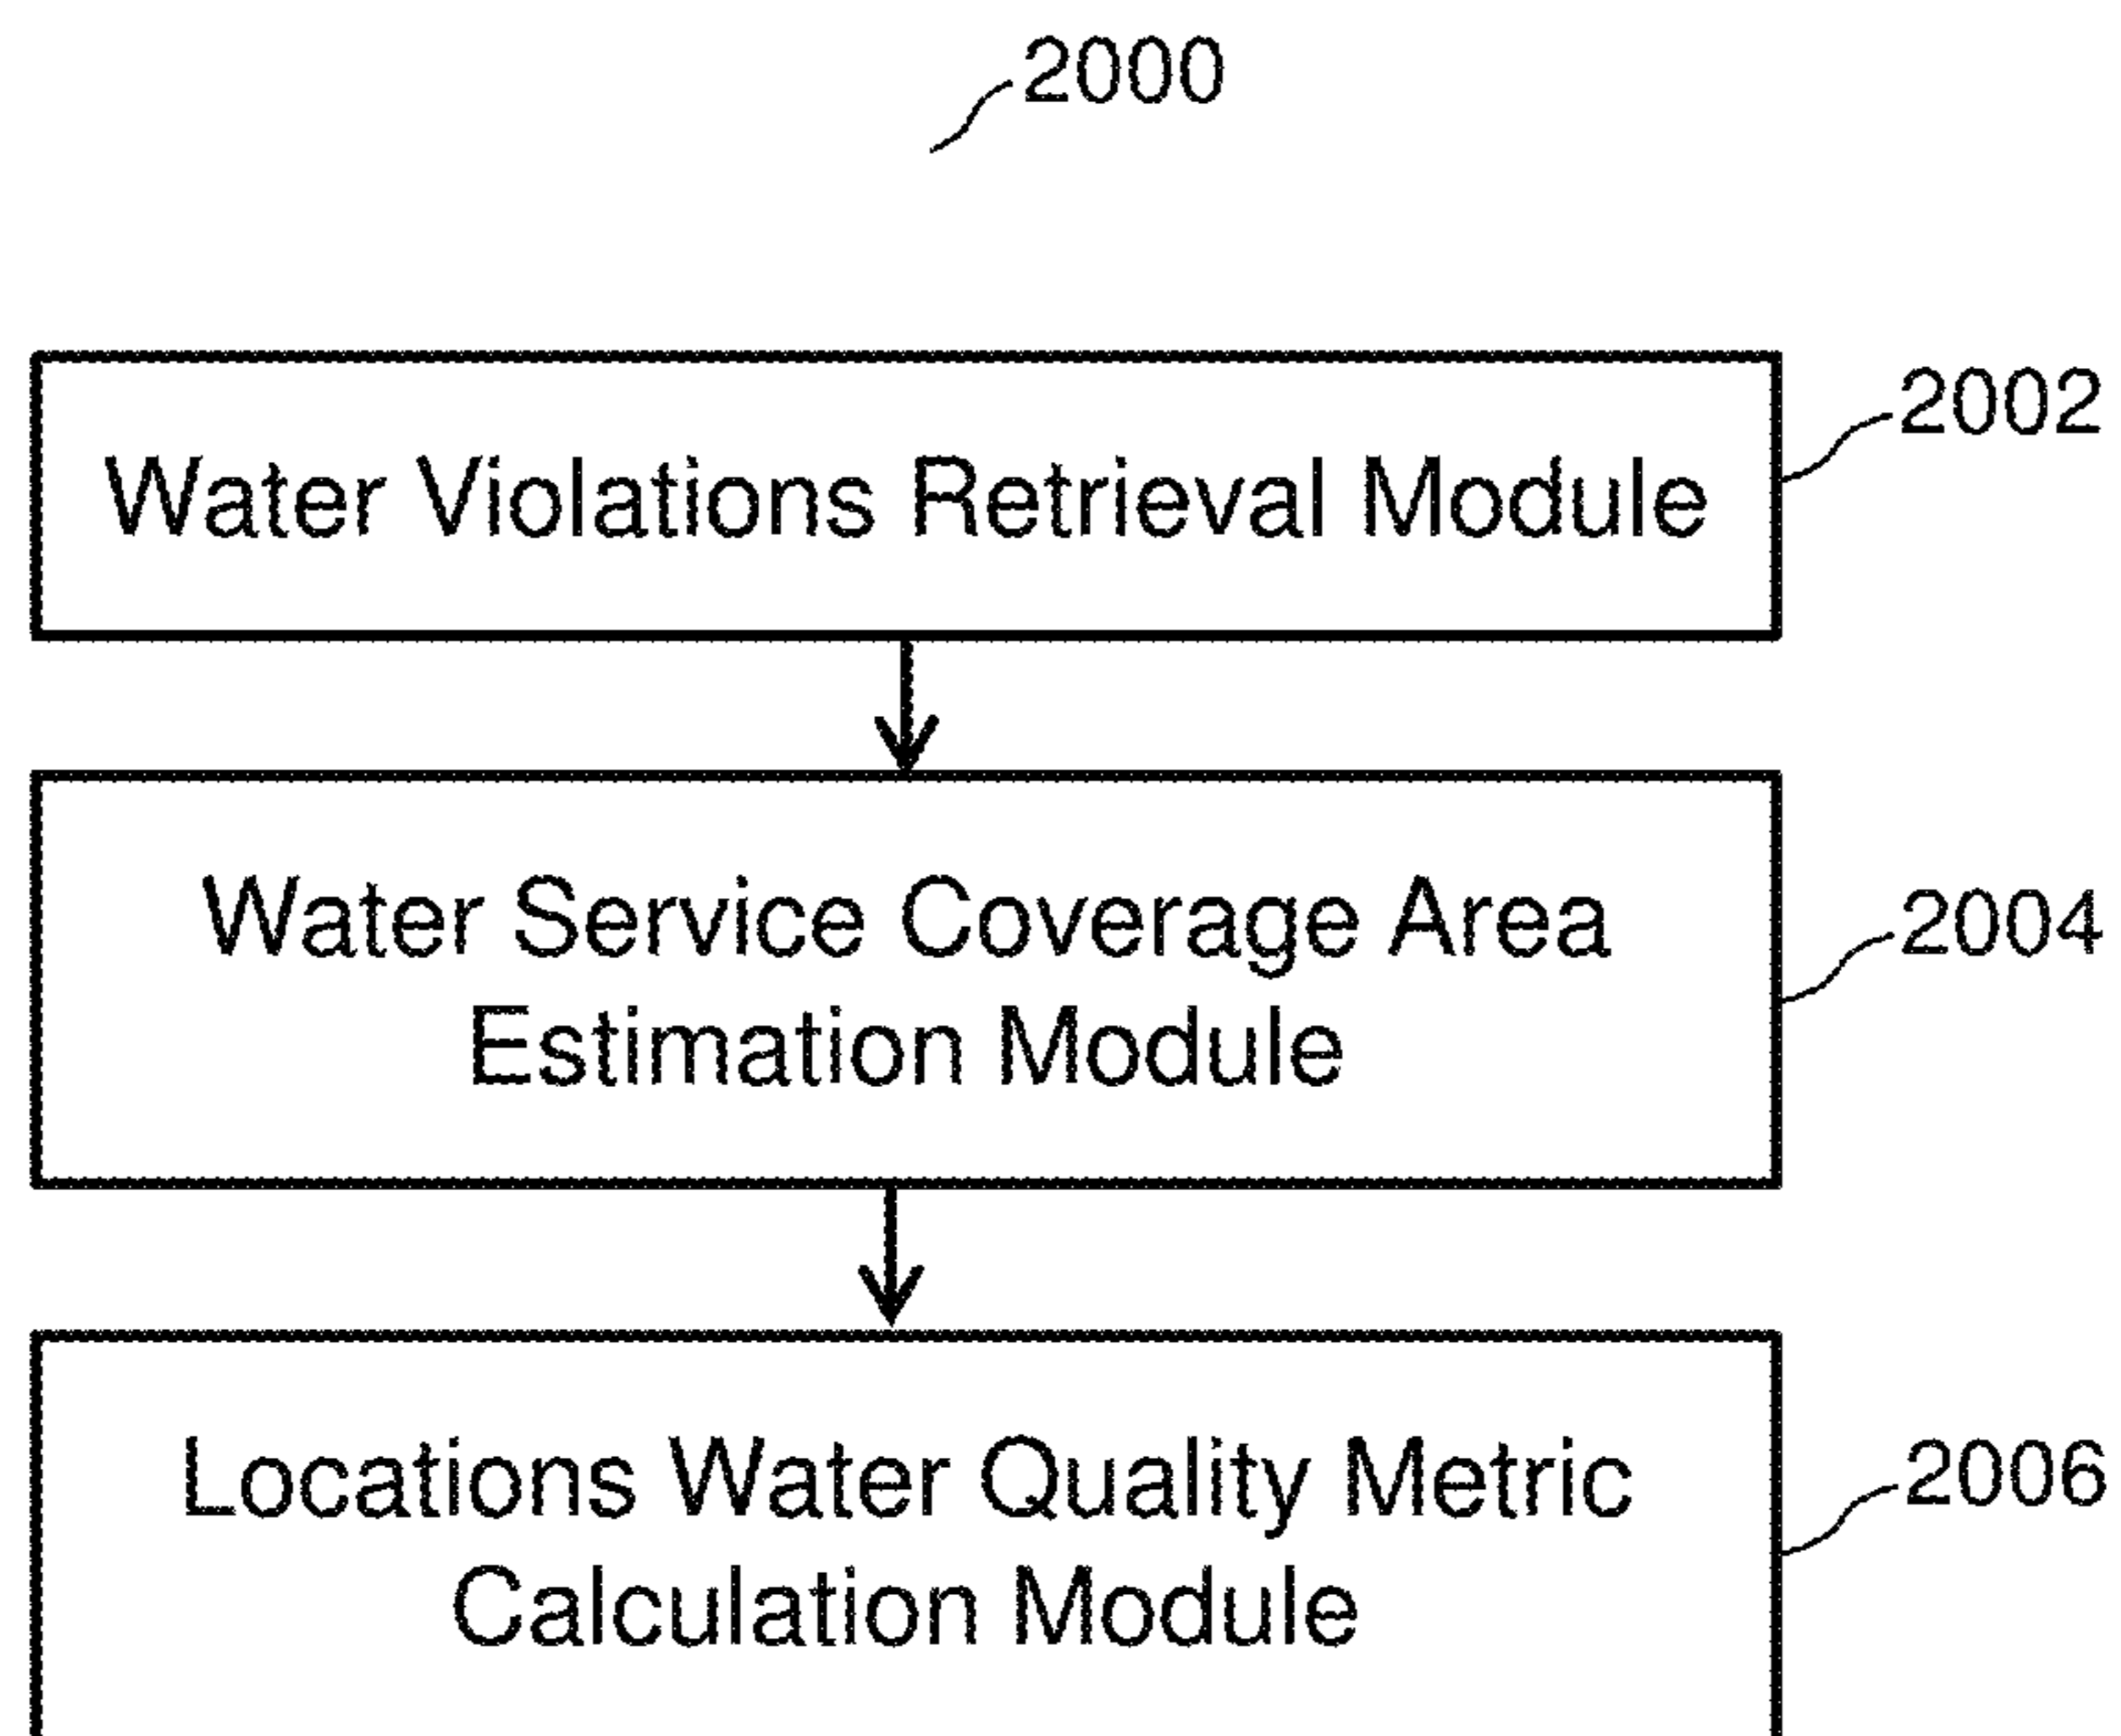 2000
Water Violations Retrieval Module
2002
Water Service Coverage Area
Estimation Module
2004
Locations Water Quality Metric
Calculation Module
2006